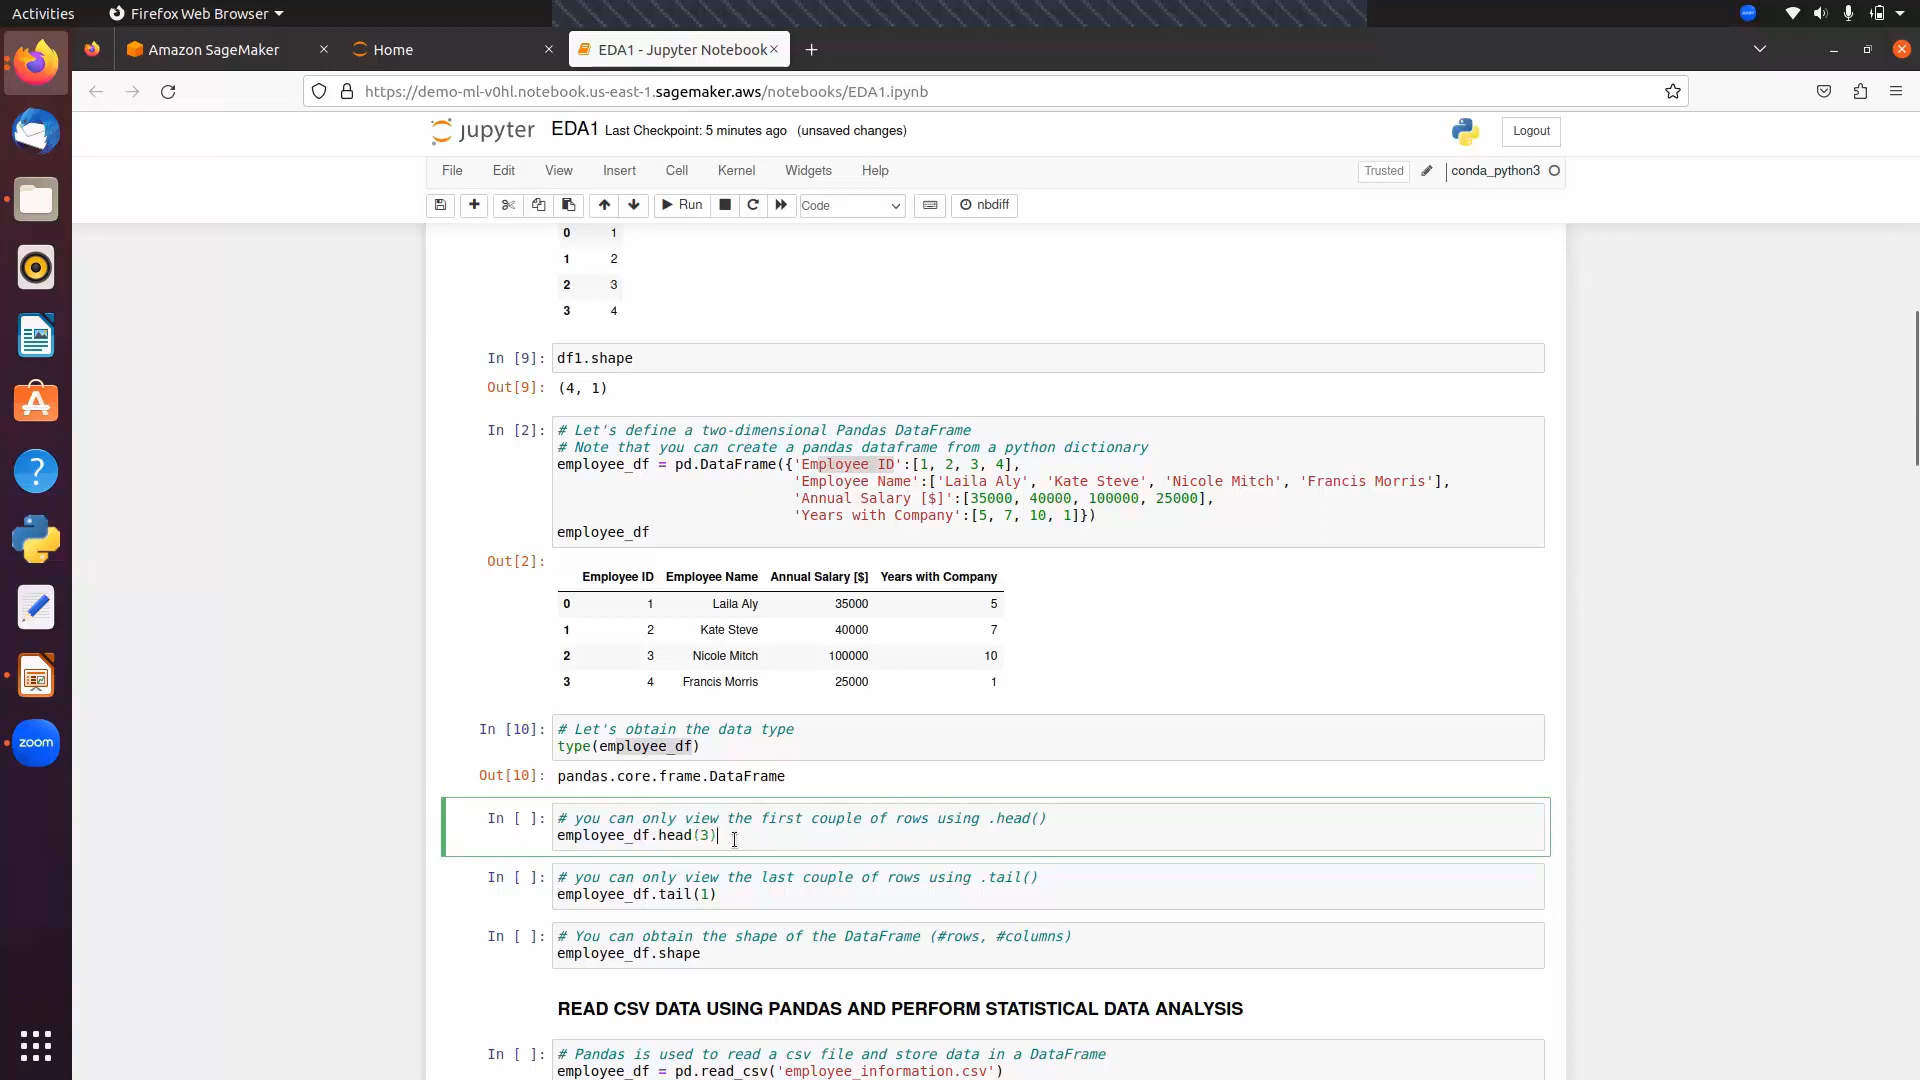 Activities Firefox Web Browser
Amazon SageMaker Home EDA1 - Jupyter Notebook
https://demo-ml-v0hl.notebook.us-east-1.sagemaker.aws/notebooks/EDA1.ipynb
jupyter EDA1 Last Checkpoint: 5 minutes ago (unsaved changes) Logout
File Edit View Insert Cell Kernel Widgets Help Trusted conda_python3
Run Code nbdiff
0 1
1 2
2 3
3 4
In [9]: df1.shape
Out[9]: (4, 1)
In [2]: # Let's define a two-dimensional Pandas DataFrame
# Note that you can create a pandas dataframe from a python dictionary
employee_df = pd.DataFrame({'Employee ID':[1, 2, 3, 4],
'Employee Name':['Laila Aly', 'Kate Steve', 'Nicole Mitch', 'Francis Morris'],
'Annual Salary [$]':[35000, 40000, 100000, 25000],
'Years with Company':[5, 7, 10, 1]})
employee_df
Out[2]:
Employee ID Employee Name Annual Salary [$] Years with Company
0 1 Laila Aly 35000 5
1 2 Kate Steve 40000 7
2 3 Nicole Mitch 100000 10
3 4 Francis Morris 25000 1
In [10]: # Let's obtain the data type
type(employee_df)
Out[10]: pandas.core.frame.DataFrame
In [ ]: # you can only view the first couple of rows using .head()
employee_df.head(3)
In [ ]: # you can only view the last couple of rows using .tail()
employee_df.tail(1)
In [ ]: # You can obtain the shape of the DataFrame (#rows, #columns)
employee_df.shape
READ CSV DATA USING PANDAS AND PERFORM STATISTICAL DATA ANALYSIS
In [ ]: # Pandas is used to read a csv file and store data in a DataFrame
employee_df = pd.read_csv('employee_information.csv')
zoom